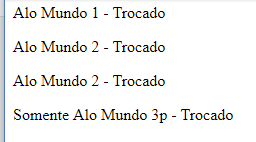 Alo Mundo 1 - Trocado
Alo Mundo 2 - Trocado
Alo Mundo 2 - Trocado
Somente Alo Mundo 3p - Trocado